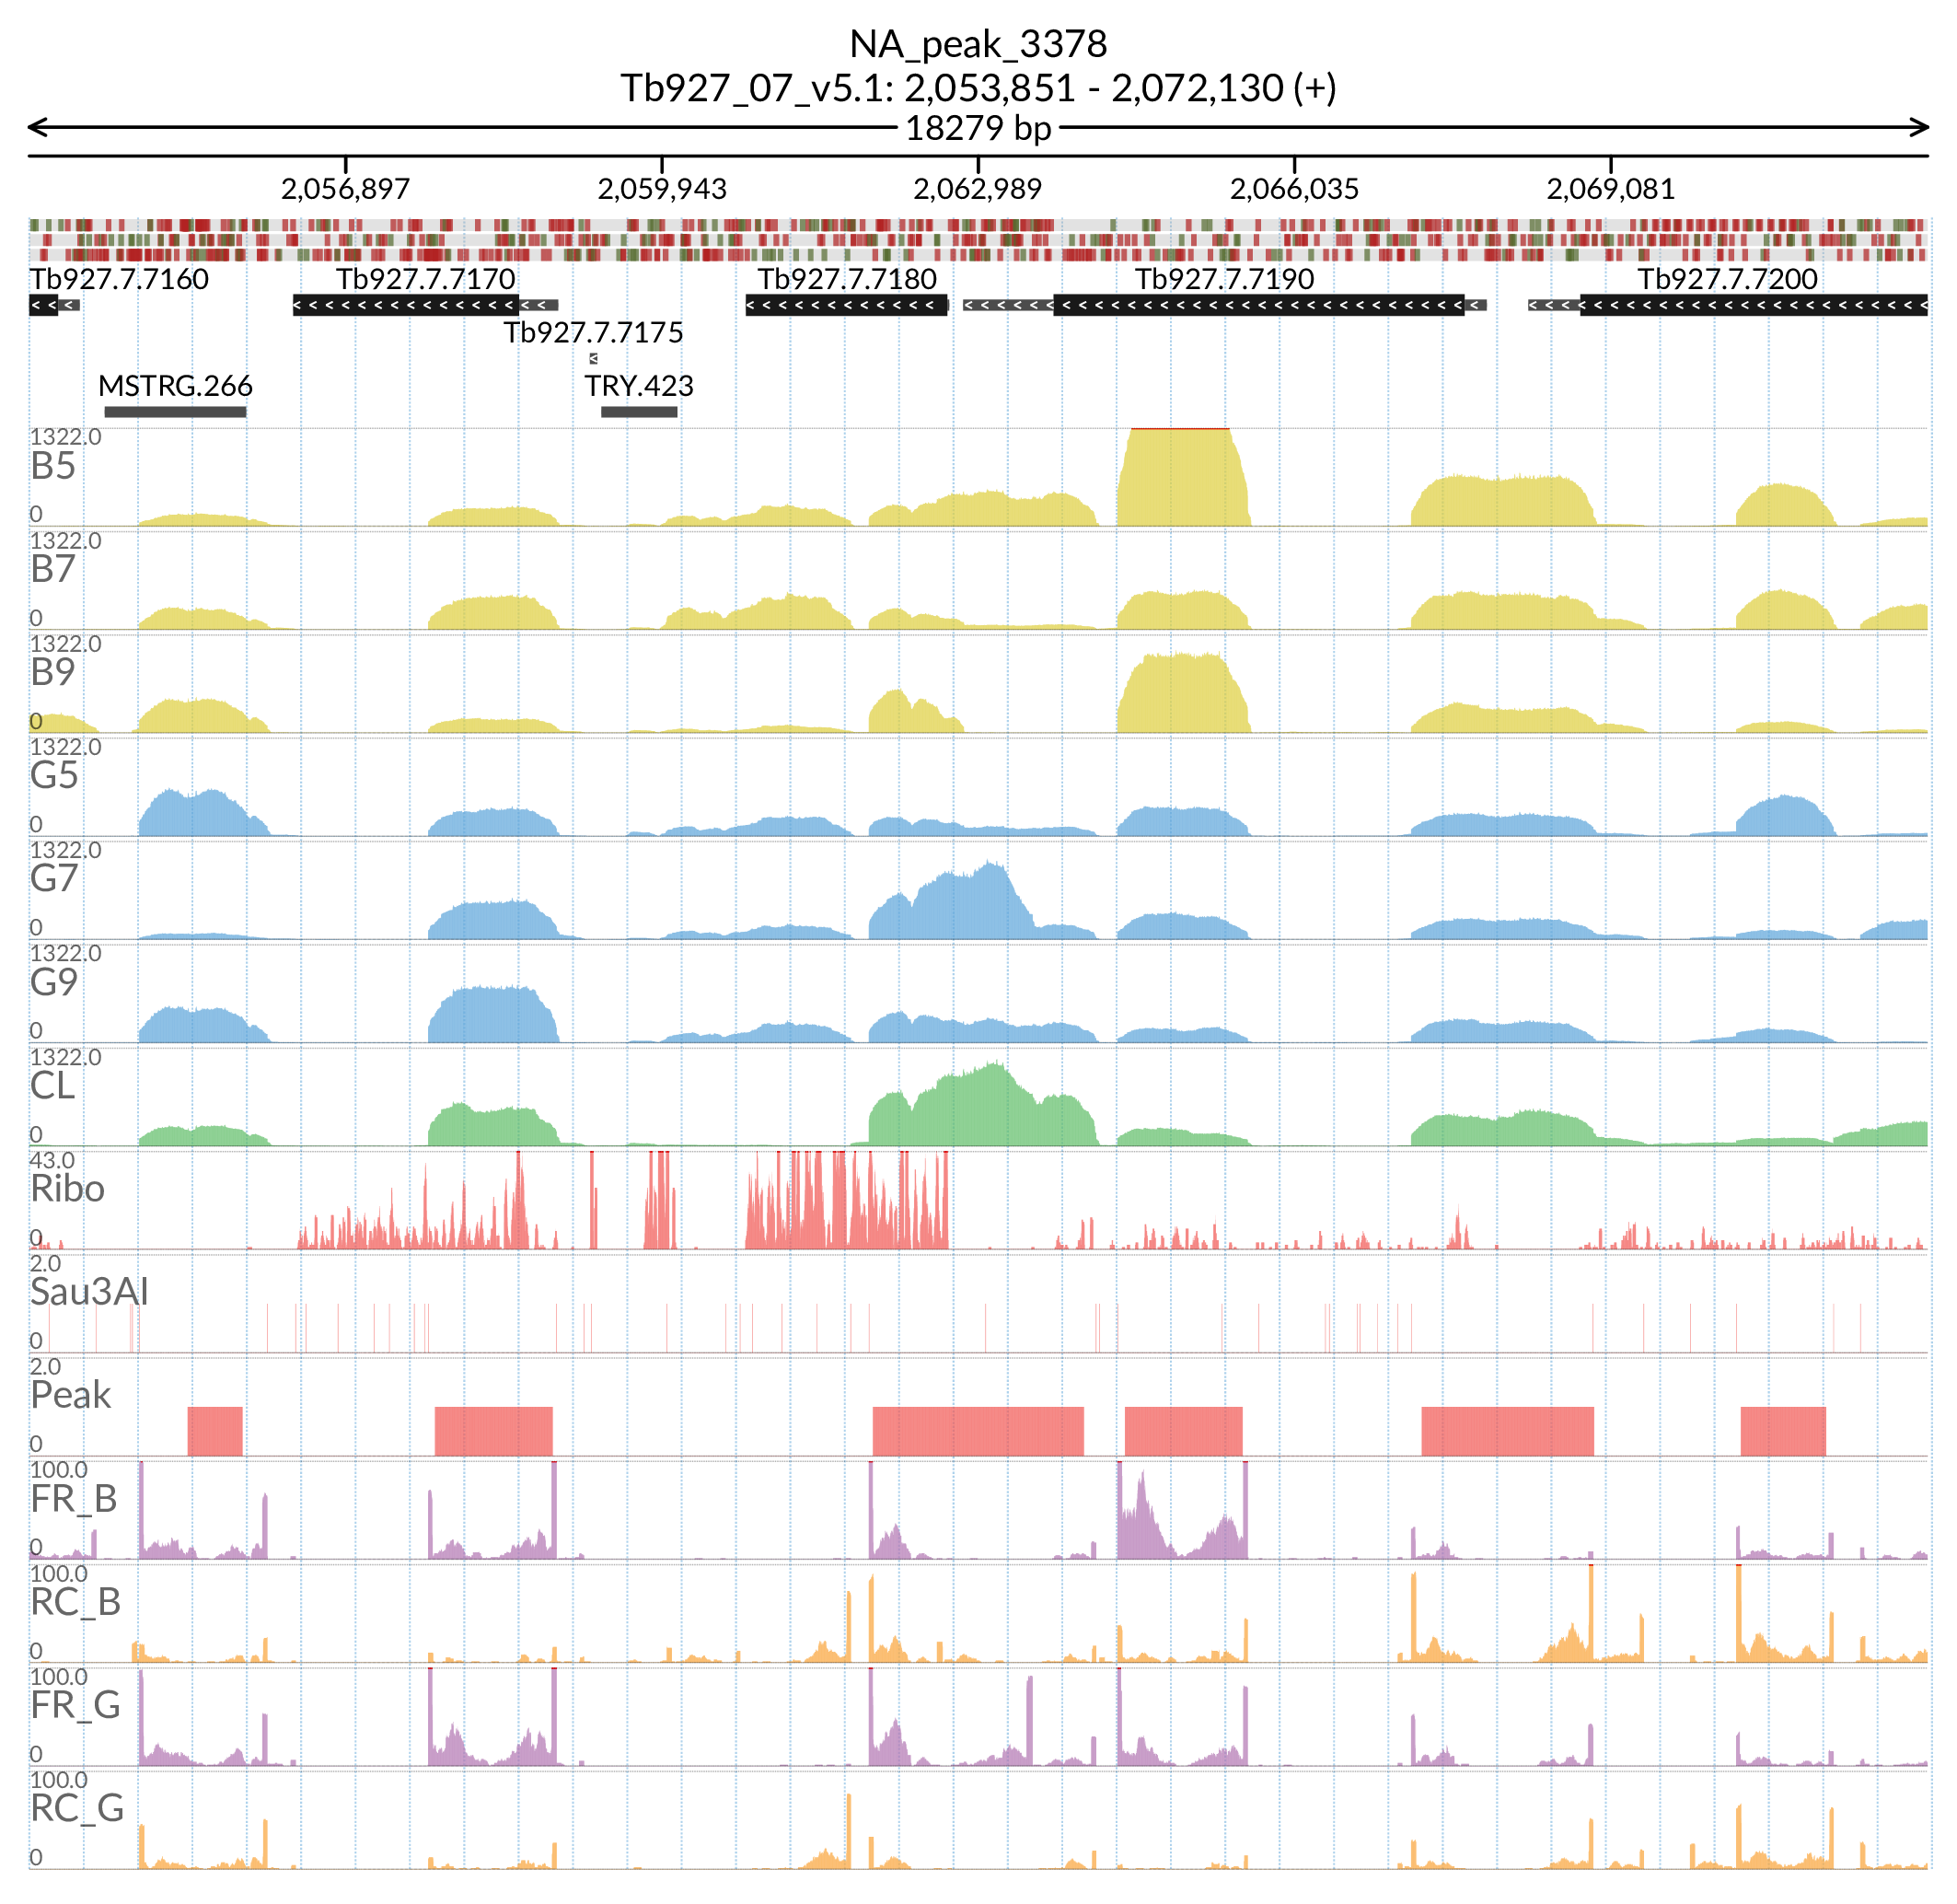 NA_peak_3378
Tb927_07_v5.1: 2,053,851 - 2,072,130 (+)
18279 bp
2,056,897 2,059,943 2,062,989 2,066,035 2,069,081
Tb927.7.7160 Tb927.7.7170 Tb927.7.7180 Tb927.7.7190 Tb927.7.7200
Tb927.7.7175
MSTRG.266 TRY.423
1322.0
B5
0
1322.0
B7
0
1322.0
B9
0
1322.0
G5
0
1322.0
G7
0
1322.0
G9
0
1322.0
CL
0
43.0
Ribo
0
2.0
Sau3AI
0
2.0
Peak
0
100.0
FR_B
0
100.0
RC_B
0
100.0
FR_G
0
100.0
RC_G
0